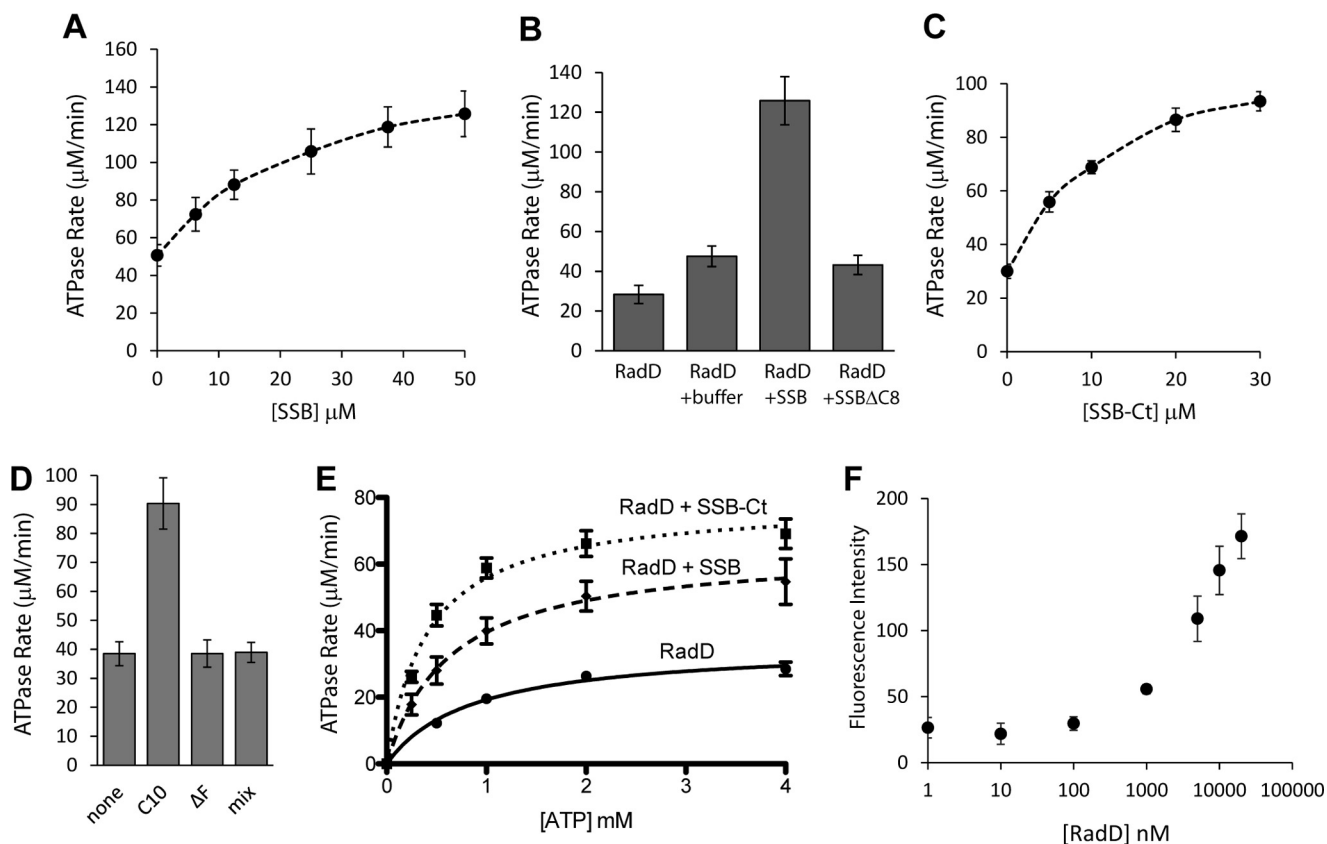 A
ATPase Rate (µM/min)
160
140
120
100
80
60
40
20
0
0 10 20 30 40 50
[SSB] µM
B
ATPase Rate (µM/min)
140
120
100
80
60
40
20
0
RadD RadD RadD RadD
+buffer +SSB +SSBΔC8
C
ATPase Rate (µM/min)
100
80
60
40
20
0
0 10 20 30
[SSB-Ct] µM
D
ATPase Rate (µM/min)
100
90
80
70
60
50
40
30
20
10
0
none C10 ΔF mix
E
ATPase Rate (µM/min)
80
60
40
20
0
RadD + SSB-Ct
RadD + SSB
RadD
0 1 2 3 4
[ATP] mM
F
Fluorescence Intensity
200
150
100
50
0
1 10 100 1000 10000 100000
[RadD] nM